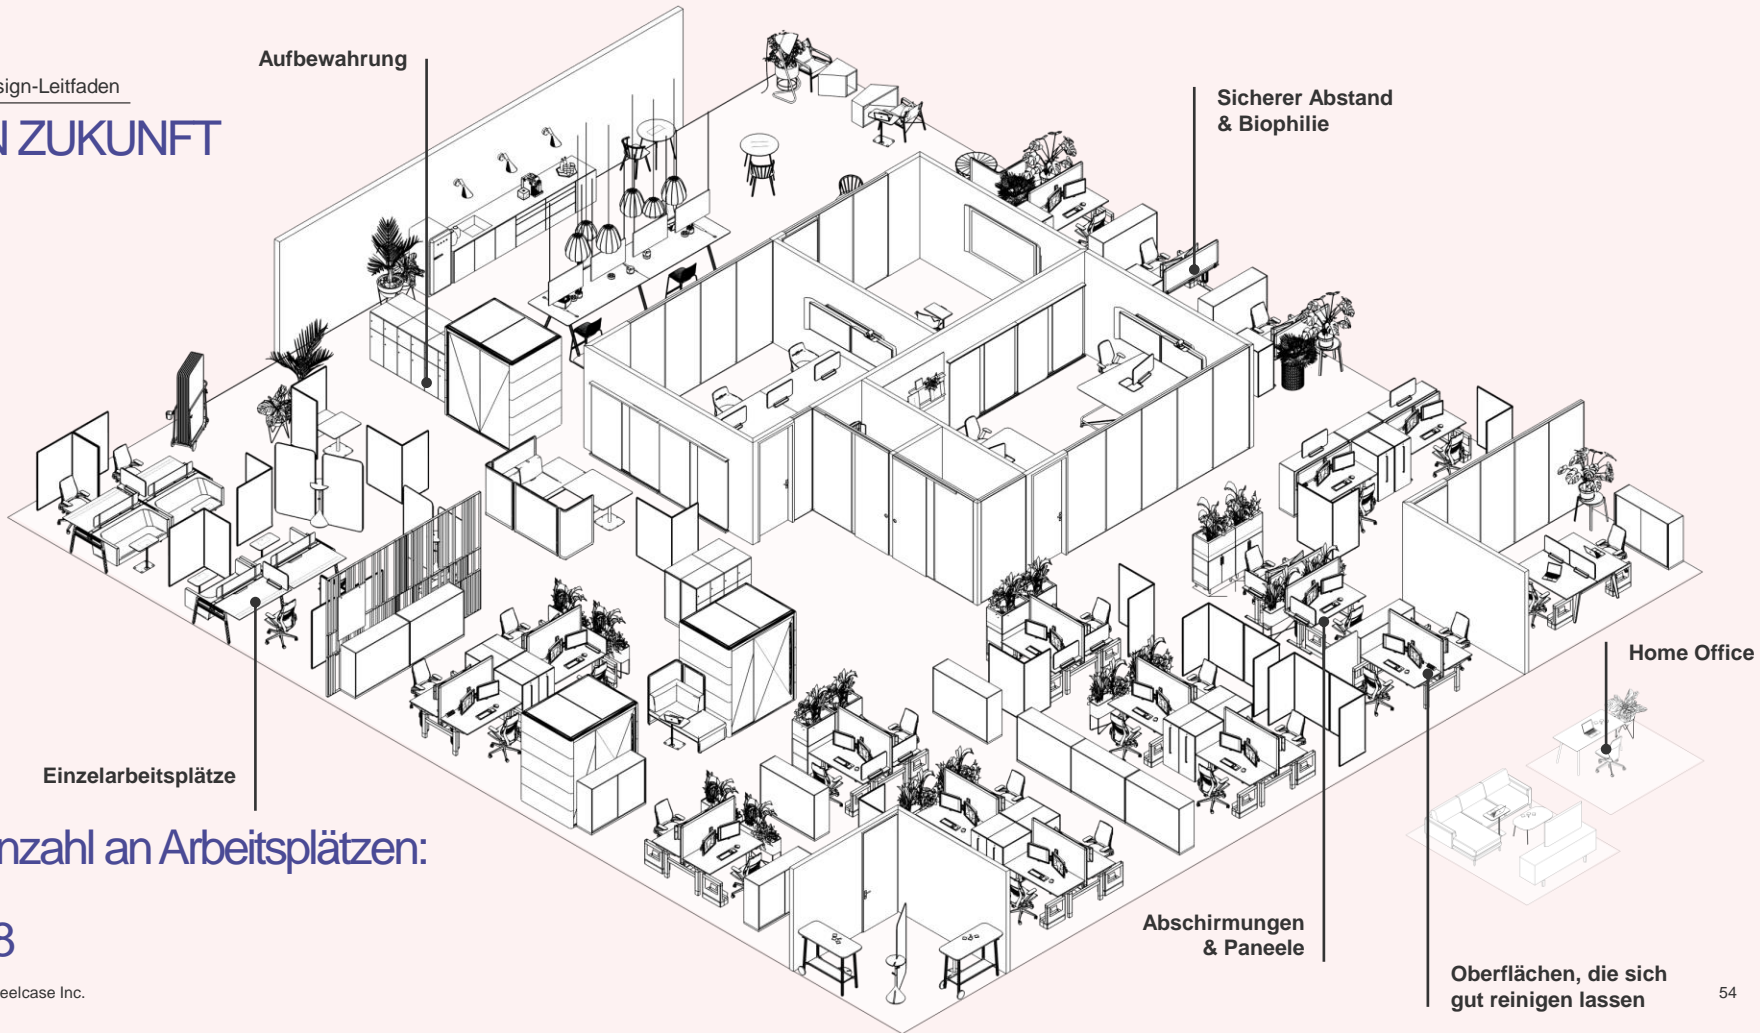 sign-Leitfaden
N ZUKUNFT
Aufbewahrung
Sicherer Abstand
& Biophilie
Home Office
Einzelarbeitsplätze
nzahl an Arbeitsplätzen:
8
Abschirmungen
& Paneele
Oberflächen, die sich
gut reinigen lassen
eelcase Inc.
54